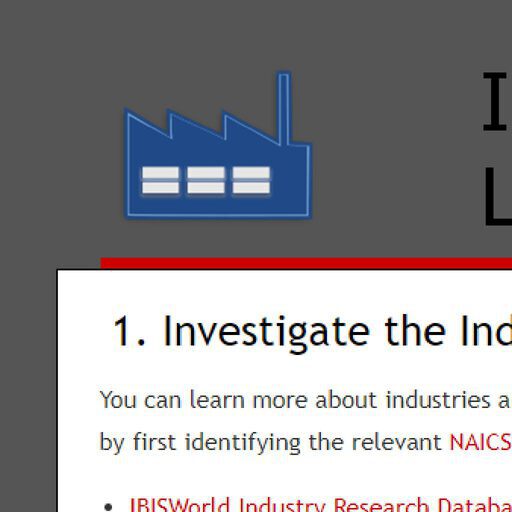 I
L
1. Investigate the Ind
You can learn more about industries a
by first identifying the relevant NAICS
• IBISWorld Industry Research Databa